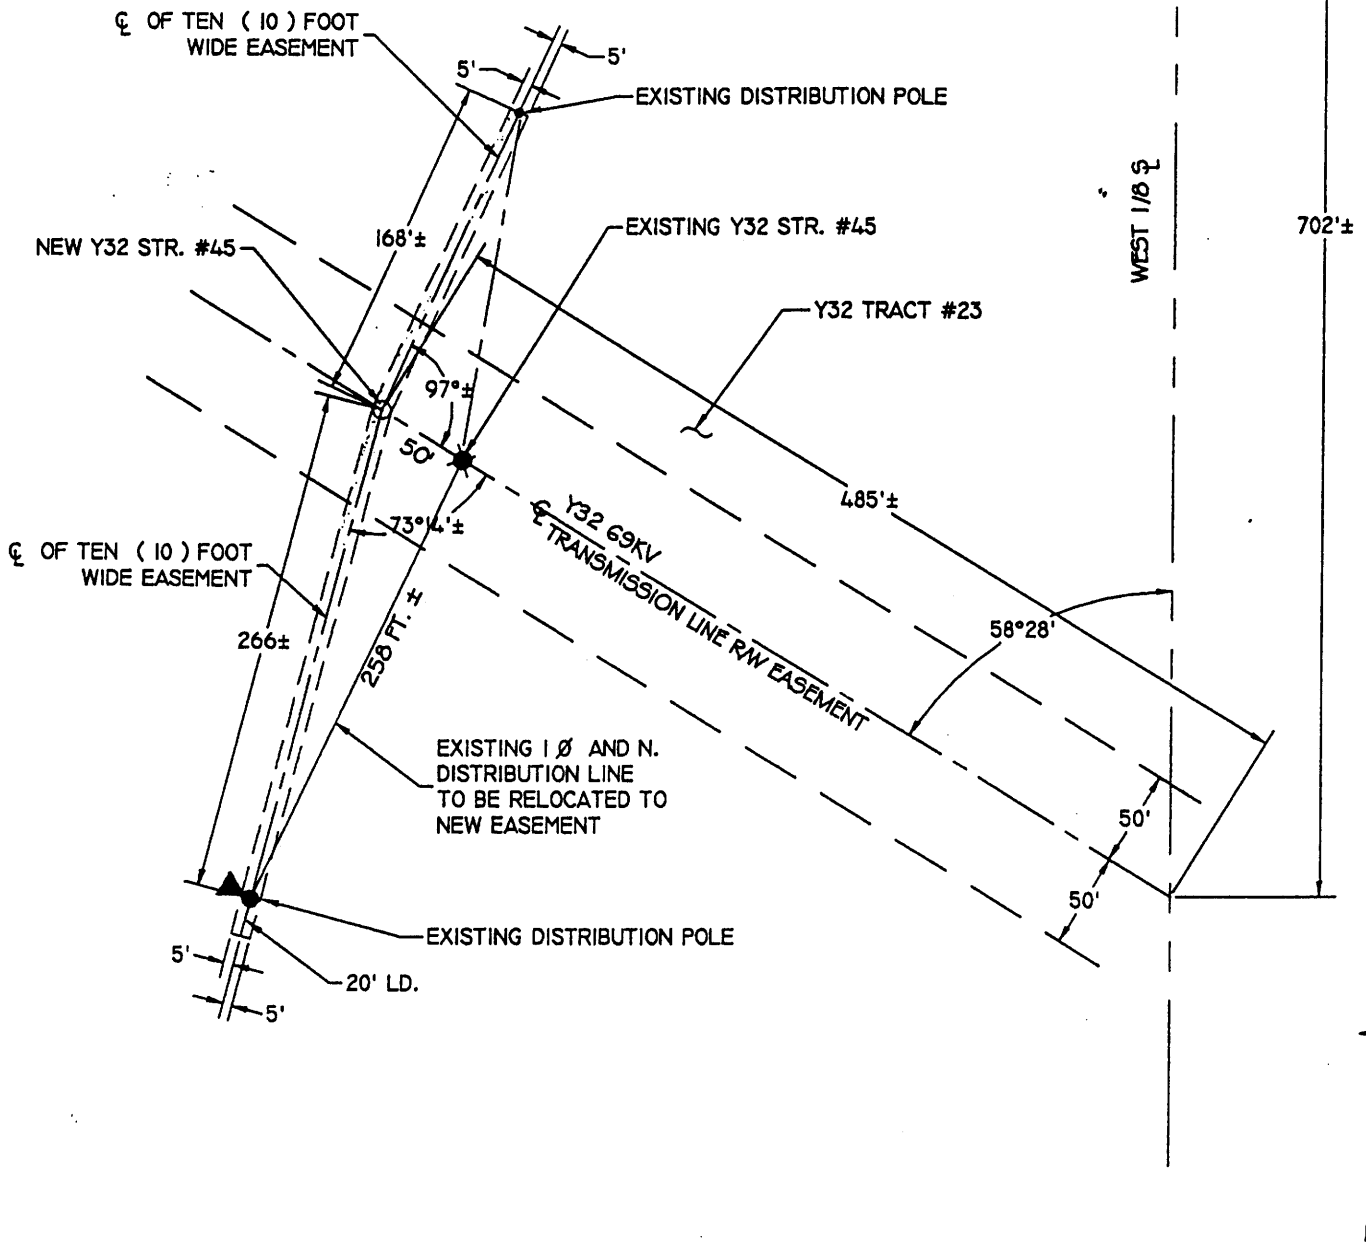 ℄ OF TEN ( 10 ) FOOT
WIDE EASEMENT
5'
5'
EXISTING DISTRIBUTION POLE
WEST 1/8 ℄
702'±
168'±
NEW Y32 STR. #45
EXISTING Y32 STR. #45
Y32 TRACT #23
97°±
50'
485'±
73°14'±
℄ Y32 69KV
TRANSMISSION LINE R/W EASEMENT
℄ OF TEN ( 10 ) FOOT
WIDE EASEMENT
266±
258 FT. ±
58°28'
EXISTING 1 Ø AND N.
DISTRIBUTION LINE
TO BE RELOCATED TO
NEW EASEMENT
50'
50'
EXISTING DISTRIBUTION POLE
5'
20' LD.
5'